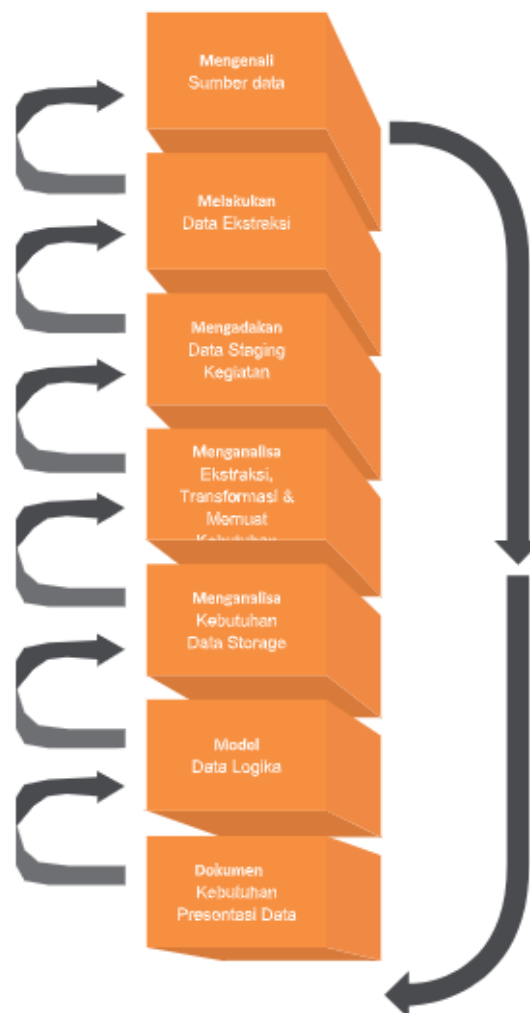 Mengenali
Sumber data
Melakukan
Data Ekstreksi
Mengadakan
Data Staging
Kegiatan
Menganalisa
Ekstraksi,
Transformasi &
Memuat
Kebutuhan
Menganalisa
Kebutuhan
Data Storage
Model
Data Logika
Dokumen
Kebutuhan
Presentasi Data